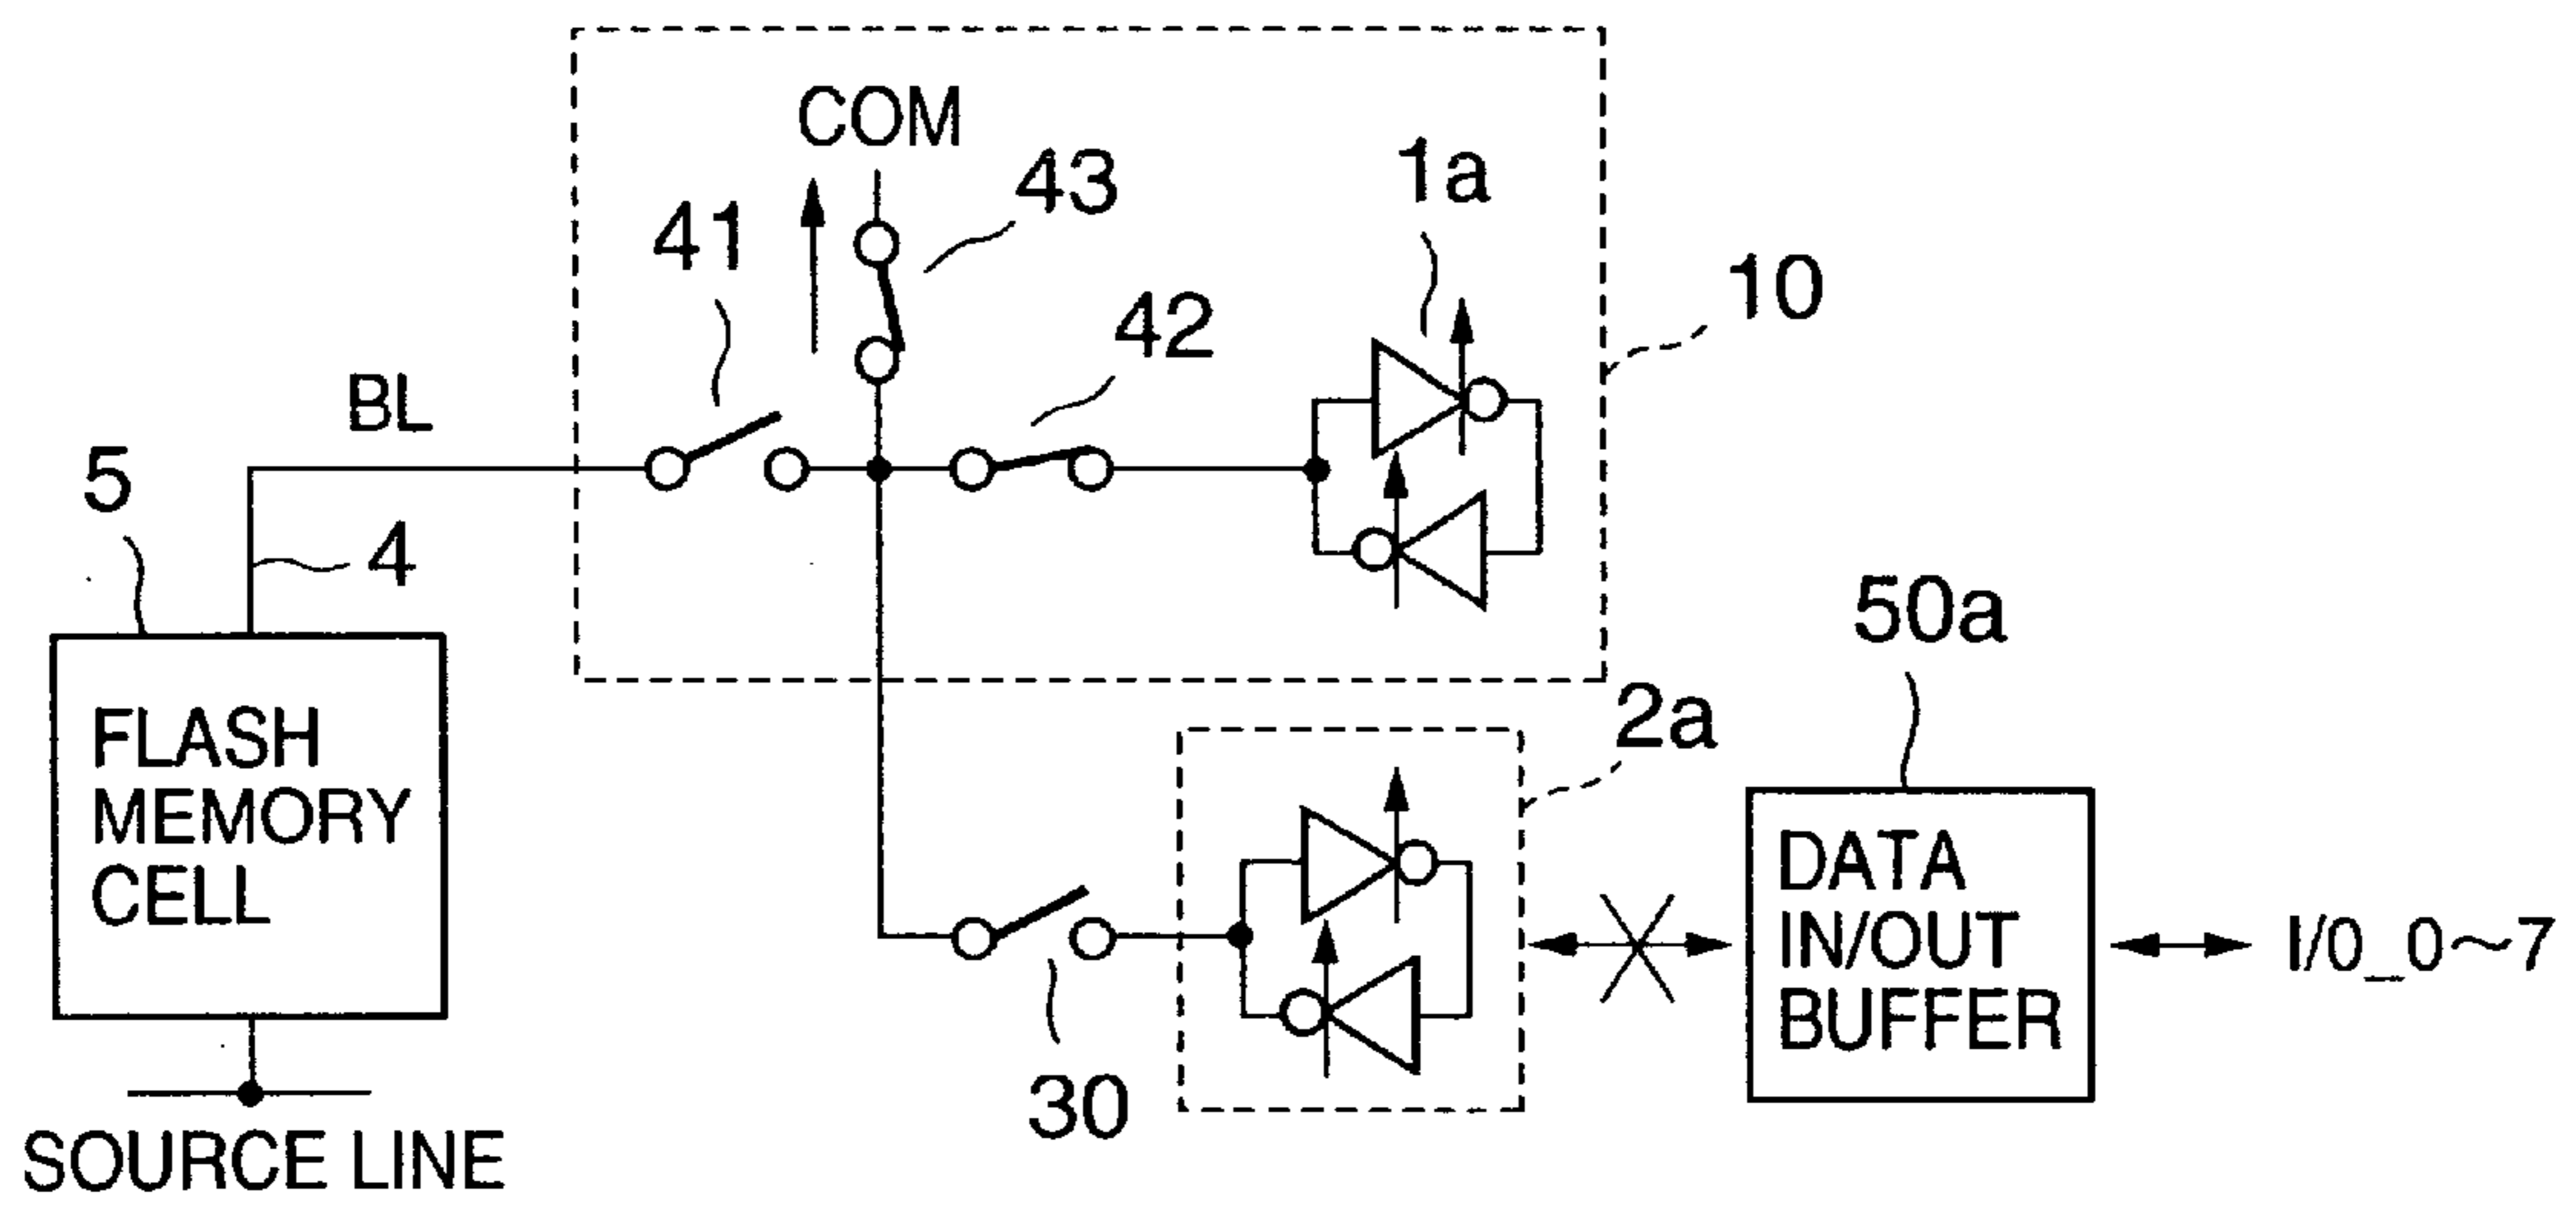 COM
43
1a
41
10
42
BL
5
4
50a
2a
FLASH
MEMORY
CELL
DATA
IN/OUT
BUFFER
I/0_0～7
30
SOURCE LINE